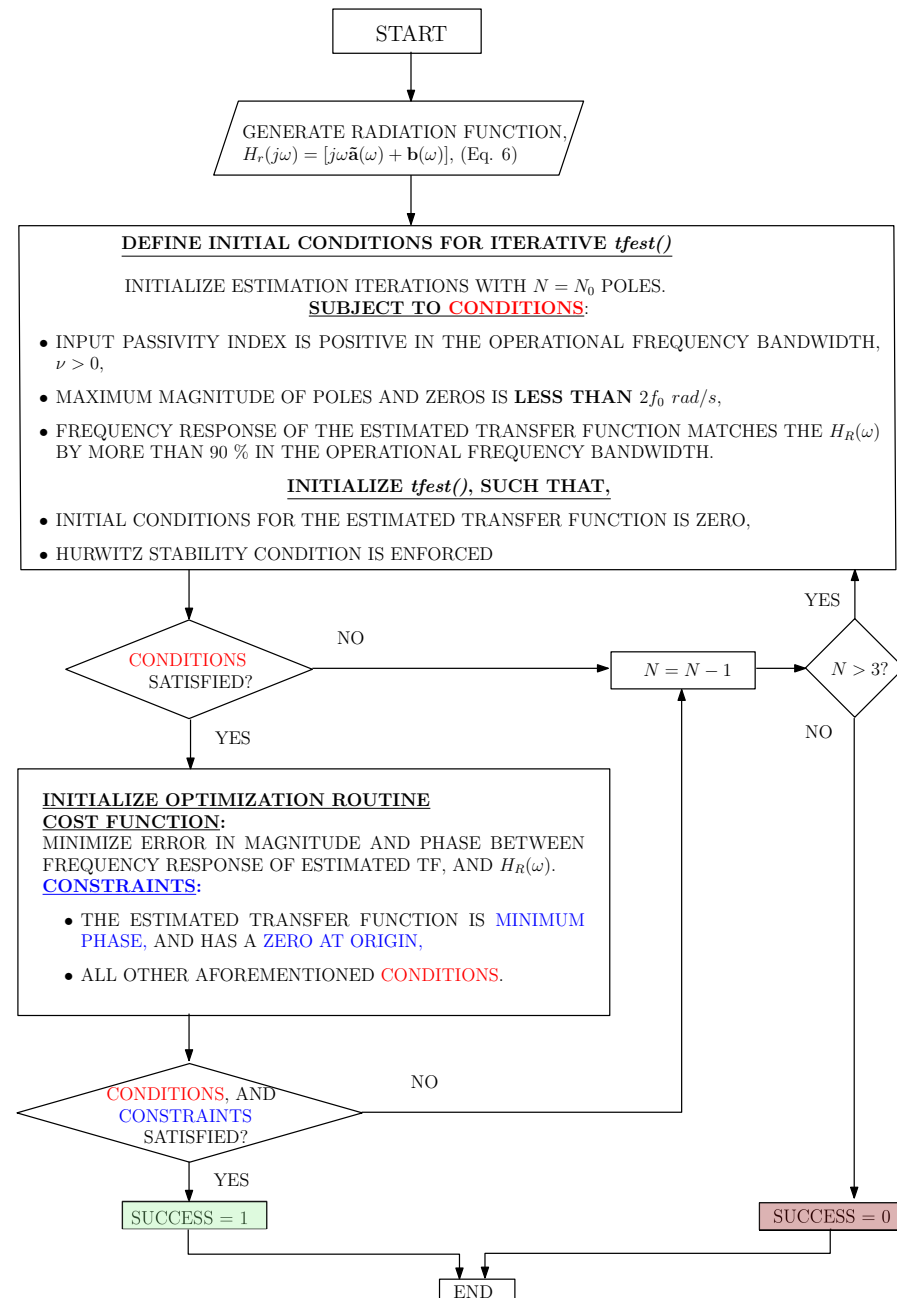 START
GENERATE RADIATION FUNCTION,
H_r(jω) = [jωã(ω) + b(ω)], (Eq. 6)
DEFINE INITIAL CONDITIONS FOR ITERATIVE tfest()
INITIALIZE ESTIMATION ITERATIONS WITH N = N_0 POLES.
SUBJECT TO CONDITIONS:
• INPUT PASSIVITY INDEX IS POSITIVE IN THE OPERATIONAL FREQUENCY BANDWIDTH,
ν > 0,
• MAXIMUM MAGNITUDE OF POLES AND ZEROS IS LESS THAN 2f_0 rad/s,
• FREQUENCY RESPONSE OF THE ESTIMATED TRANSFER FUNCTION MATCHES THE H_R(ω)
BY MORE THAN 90 % IN THE OPERATIONAL FREQUENCY BANDWIDTH.
INITIALIZE tfest(), SUCH THAT,
• INITIAL CONDITIONS FOR THE ESTIMATED TRANSFER FUNCTION IS ZERO,
• HURWITZ STABILITY CONDITION IS ENFORCED
YES
NO
CONDITIONS
SATISFIED?
N = N − 1
N > 3?
YES
NO
INITIALIZE OPTIMIZATION ROUTINE
COST FUNCTION:
MINIMIZE ERROR IN MAGNITUDE AND PHASE BETWEEN
FREQUENCY RESPONSE OF ESTIMATED TF, AND H_R(ω).
CONSTRAINTS:
• THE ESTIMATED TRANSFER FUNCTION IS MINIMUM
PHASE, AND HAS A ZERO AT ORIGIN,
• ALL OTHER AFOREMENTIONED CONDITIONS.
NO
CONDITIONS, AND
CONSTRAINTS
SATISFIED?
YES
SUCCESS = 1
SUCCESS = 0
END